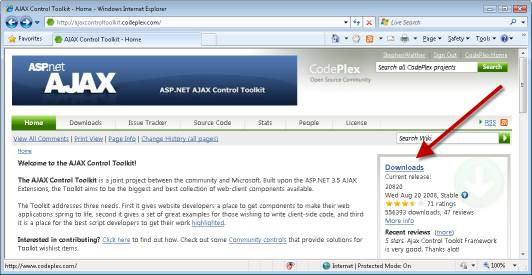 AJAX Control Toolkit - Home - Windows Internet Explorer
http://ajaxcontroltoolkit.codeplex.com/
Live Search
Favorites
AJAX Control Toolkit - Home
Page Safety Tools
StephenWalther Sign Out CodePlex Home
ASP.net
AJAX
ASP.NET AJAX Control Toolkit
CodePlex
Open Source Community
Search all CodePlex projects
Search
Home Downloads Issue Tracker Source Code Stats People License RSS
View All Comments | Print View | Page Info | Change History (all pages)
Search Wiki
Home
Welcome to the AJAX Control Toolkit!
The AJAX Control Toolkit is a joint project between the community and Microsoft. Built upon the ASP.NET 3.5 AJAX
Extensions, the Toolkit aims to be the biggest and best collection of web-client components available.
The Toolkit addresses three needs. First it gives website developers a place to get components to make their web
applications spring to life, second it gives a set of great examples for those wishing to write client-side code, and third
it is a place for the best script developers to get their work highlighted.
Interested in contributing? Click here to find out how. Check out some Community controls that provide solutions for
Toolkit wishlist items.
Downloads
Current release:
20820
Wed Aug 20 2008, Stable
71 ratings
556393 downloads, 47 reviews
More info
Recent reviews (more)
5 stars. Ajax Control Toolkit Framework
is very good. Thanks alot!
http://www.codeplex.com/
Internet | Protected Mode: On
100%